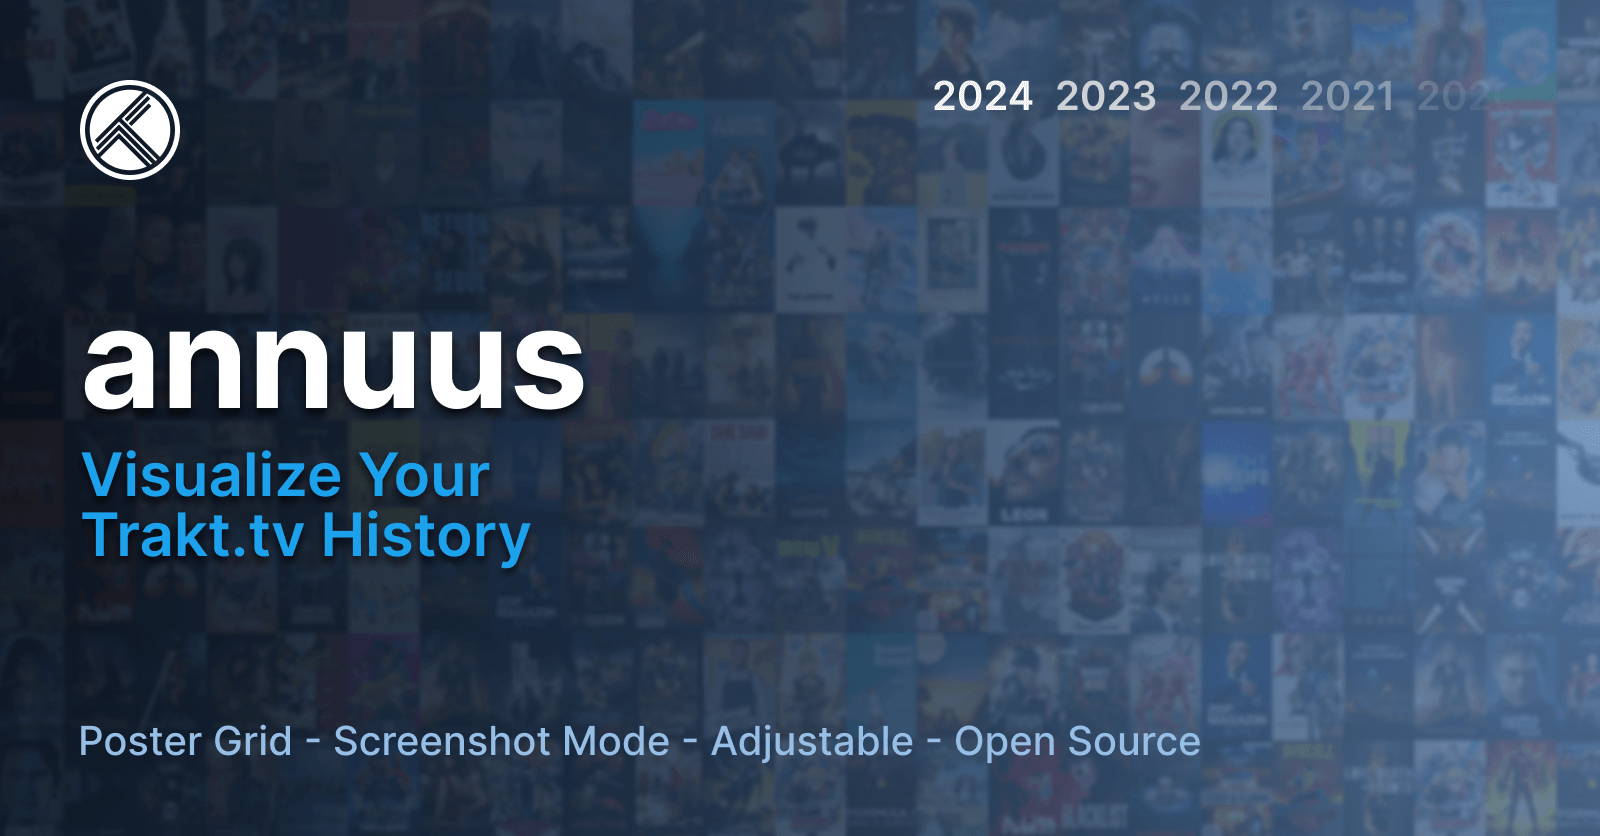 2024 2023 2022 2021 202
annuus
Visualize Your
Trakt.tv History
Poster Grid - Screenshot Mode - Adjustable - Open Source